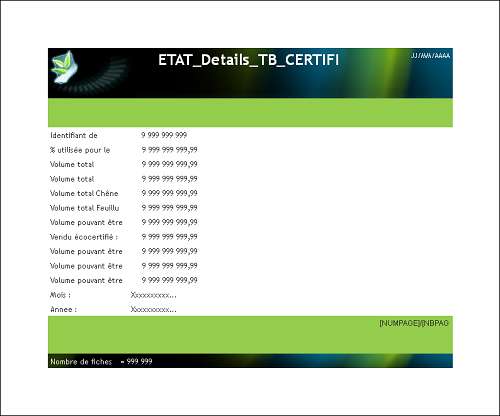 ETAT_Details_TB_CERTIFI
JJ/MM/AAAA
Identifiant de 9 999 999 999
% utilisée pour le 9 999 999 999,99
Volume total 9 999 999 999,99
Volume total 9 999 999 999,99
Volume total Chêne 9 999 999 999,99
Volume total Feuillu 9 999 999 999,99
Volume pouvant être 9 999 999 999,99
Vendu écocertifié : 9 999 999 999,99
Volume pouvant être 9 999 999 999,99
Volume pouvant être 9 999 999 999,99
Volume pouvant être 9 999 999 999,99
Mois : Xxxxxxxxxx...
Annee : Xxxxxxxxxx...
[NUMPAGE]/[NBPAG
Nombre de fiches = 999 999